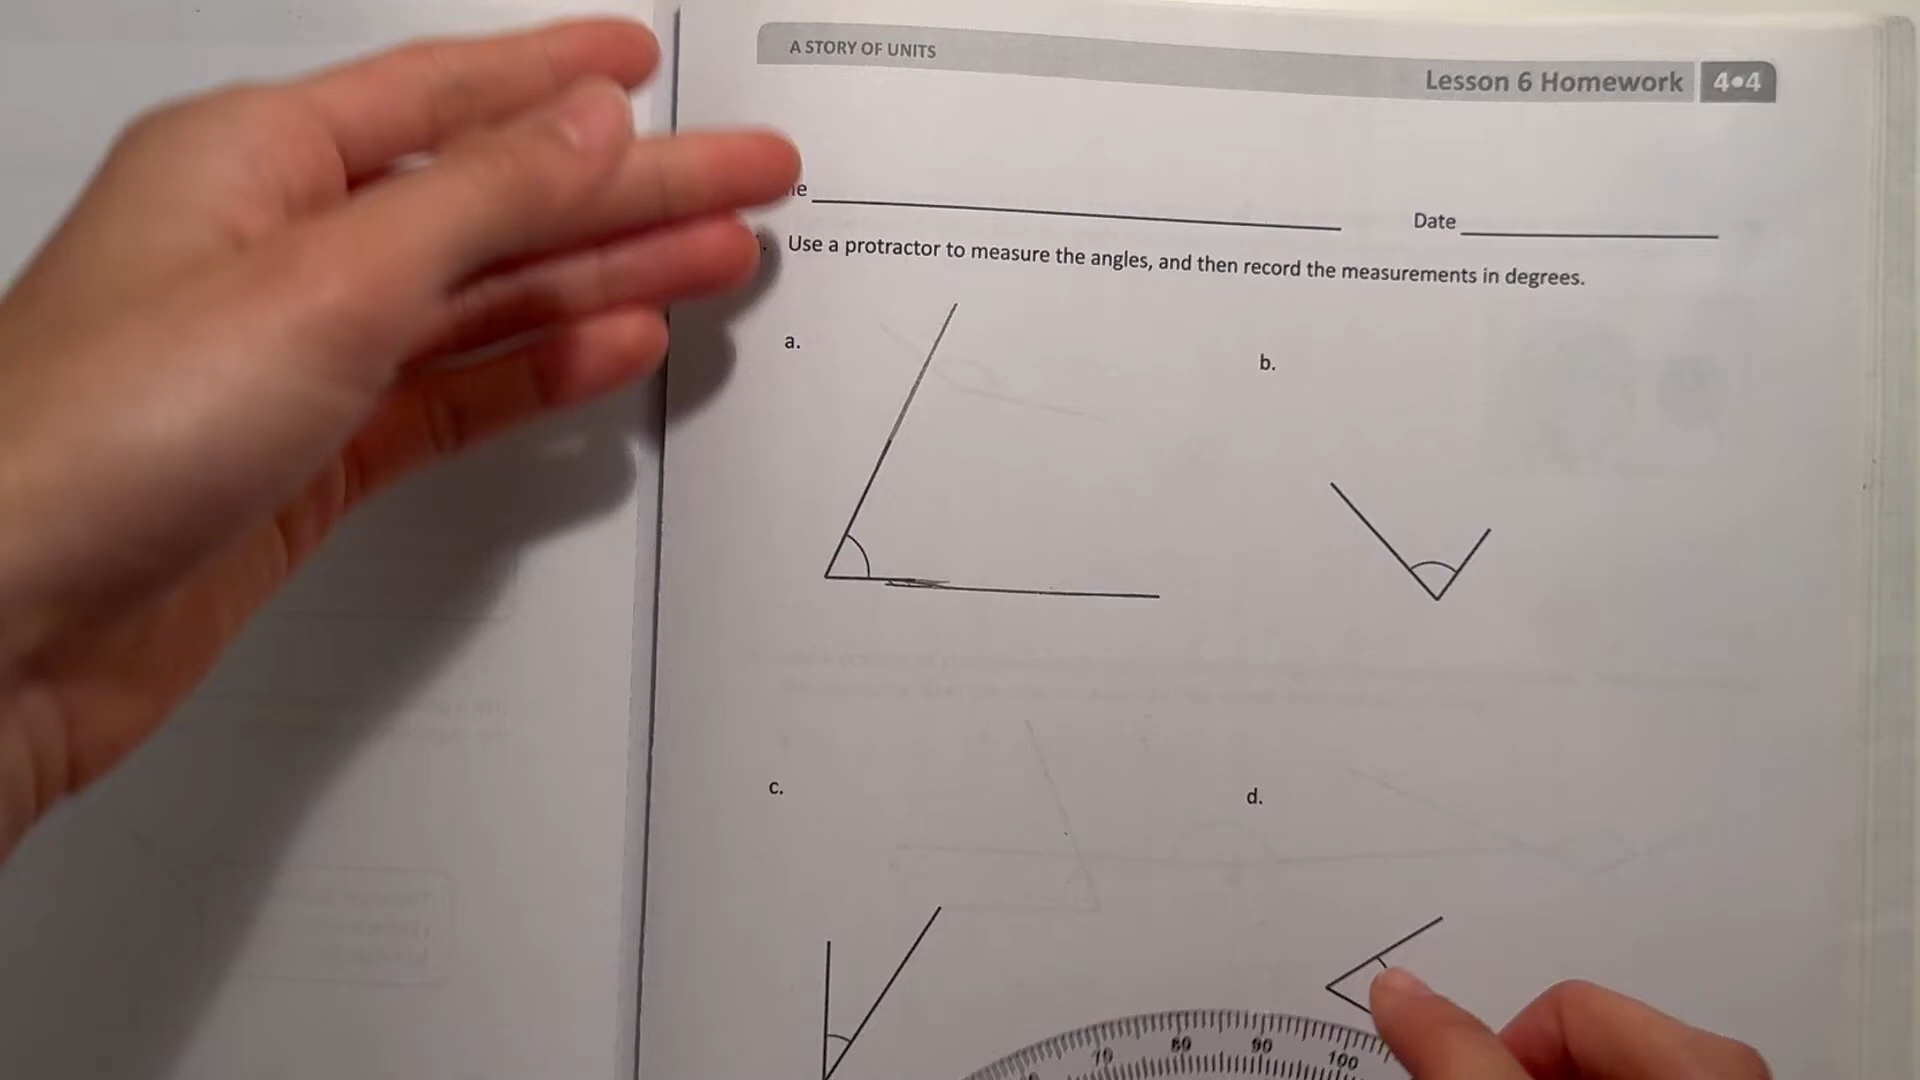 A STORY OF UNITS
Lesson 6 Homework 4•4
Date
Use a protractor to measure the angles, and then record the measurements in degrees.
a.
b.
c.
d.
70 80 90 100